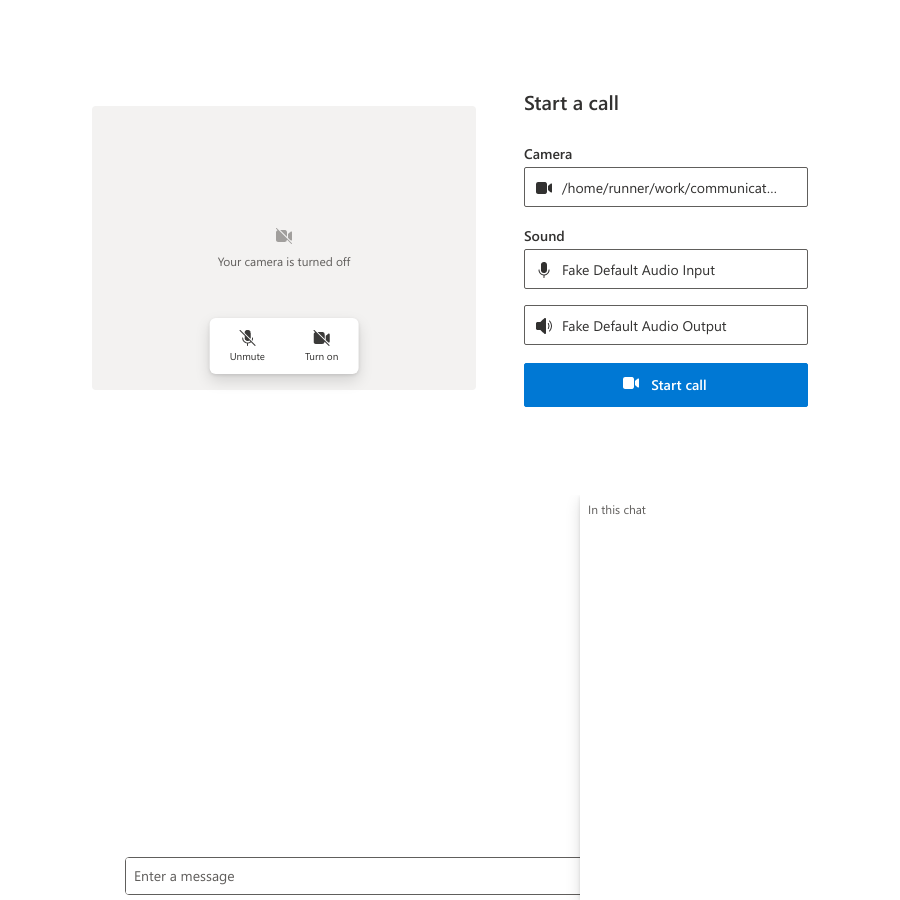 Start a call
Camera
/home/runner/work/communicat...
Sound
Fake Default Audio Input
Fake Default Audio Output
Start call
Your camera is turned off
Unmute
Turn on
In this chat
Enter a message